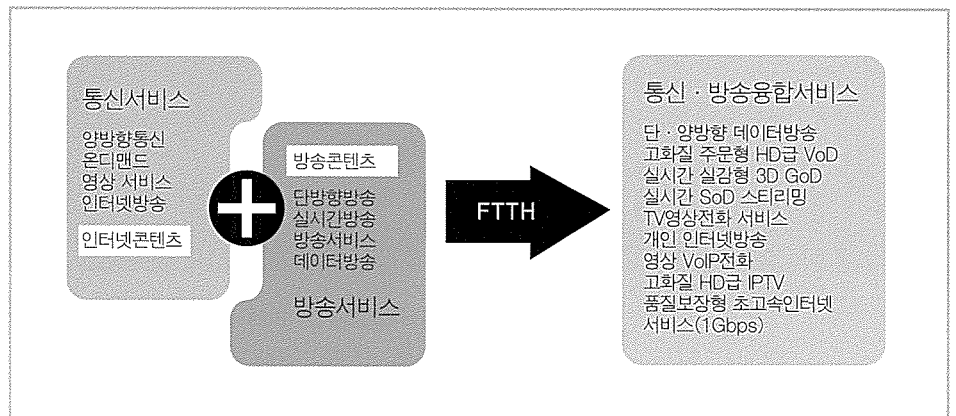 통신서비스
양방향통신
온디맨드
영상 서비스
인터넷방송
인터넷콘텐츠
방송콘텐츠
단방향방송
실시간방송
방송서비스
데이터방송
방송서비스
FTTH
통신 · 방송융합서비스
단 · 양방향 데이터방송
고화질 주문형 HD급 VoD
실시간 실감형 3D GoD
실시간 SoD 스티리밍
TV영상전화 서비스
개인 인터넷방송
영상 VoIP전화
고화질 HD급 IPTV
품질보장형 초고속인터넷
서비스(1Gbps)